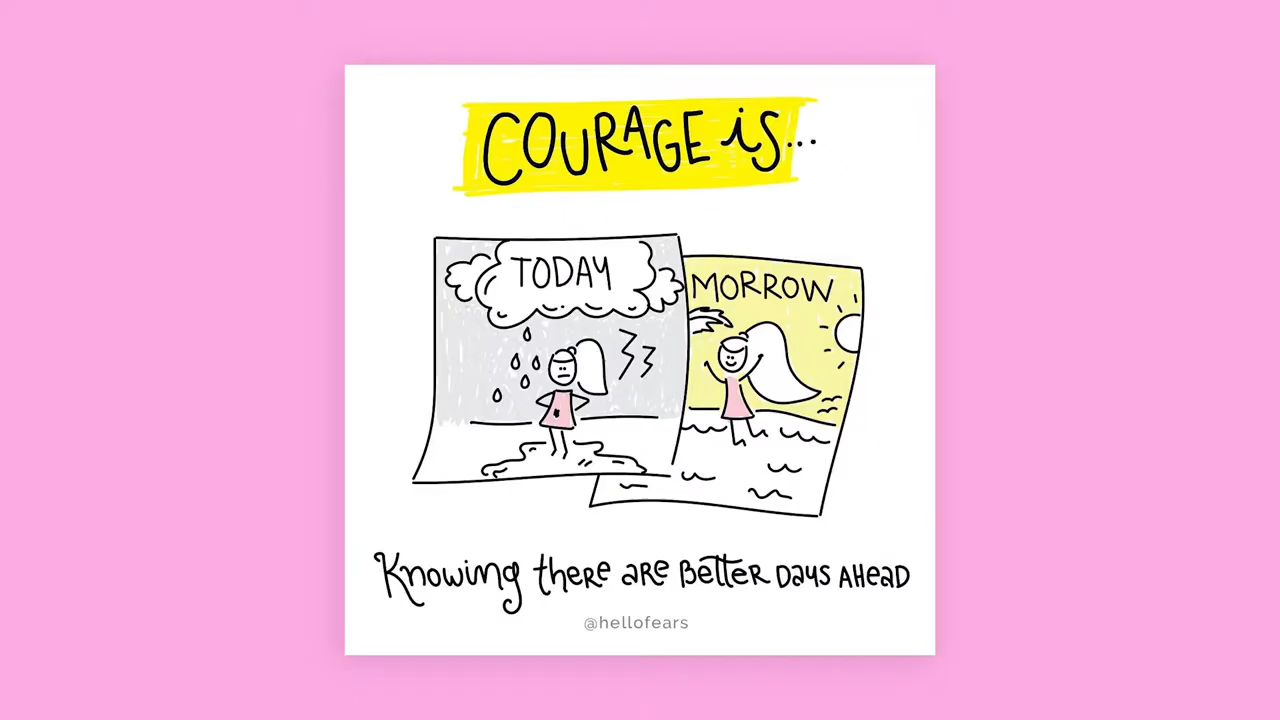 COURAGE is...
TODAY
MORROW
Knowing there are Better Days AHEAD
@hellofears